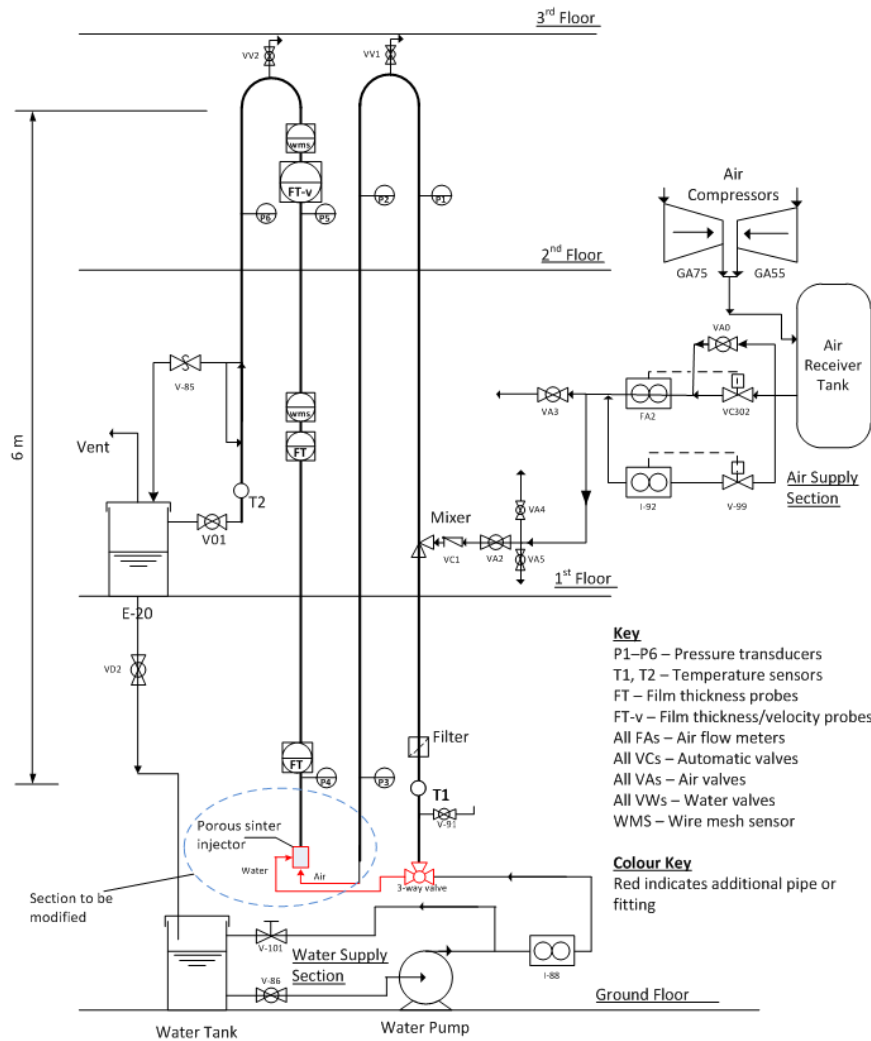 3rd Floor
VV2
VV1
wms
FT-v
P6
P5
P2
P1
Air
Compressors
GA75
GA55
2nd Floor
VA0
Air
Receiver
Tank
V-85
VA3
FA2
VC302
6 m
wms
FT
Vent
T2
I-92
V-99
Air Supply
Section
V01
Mixer
VA4
VC1
VA2
VA5
1st Floor
E-20
VD2
Key
P1–P6 – Pressure transducers
T1, T2 – Temperature sensors
FT – Film thickness probes
FT-v – Film thickness/velocity probes
All FAs – Air flow meters
All VCs – Automatic valves
All VAs – Air valves
All VWs – Water valves
WMS – Wire mesh sensor
Filter
FT
P4
P3
T1
V-91
Porous sinter
injector
Water
Air
3-way valve
Colour Key
Red indicates additional pipe or
fitting
Section to be
modified
V-101
Water Supply
Section
V-86
I-88
Ground Floor
Water Tank
Water Pump